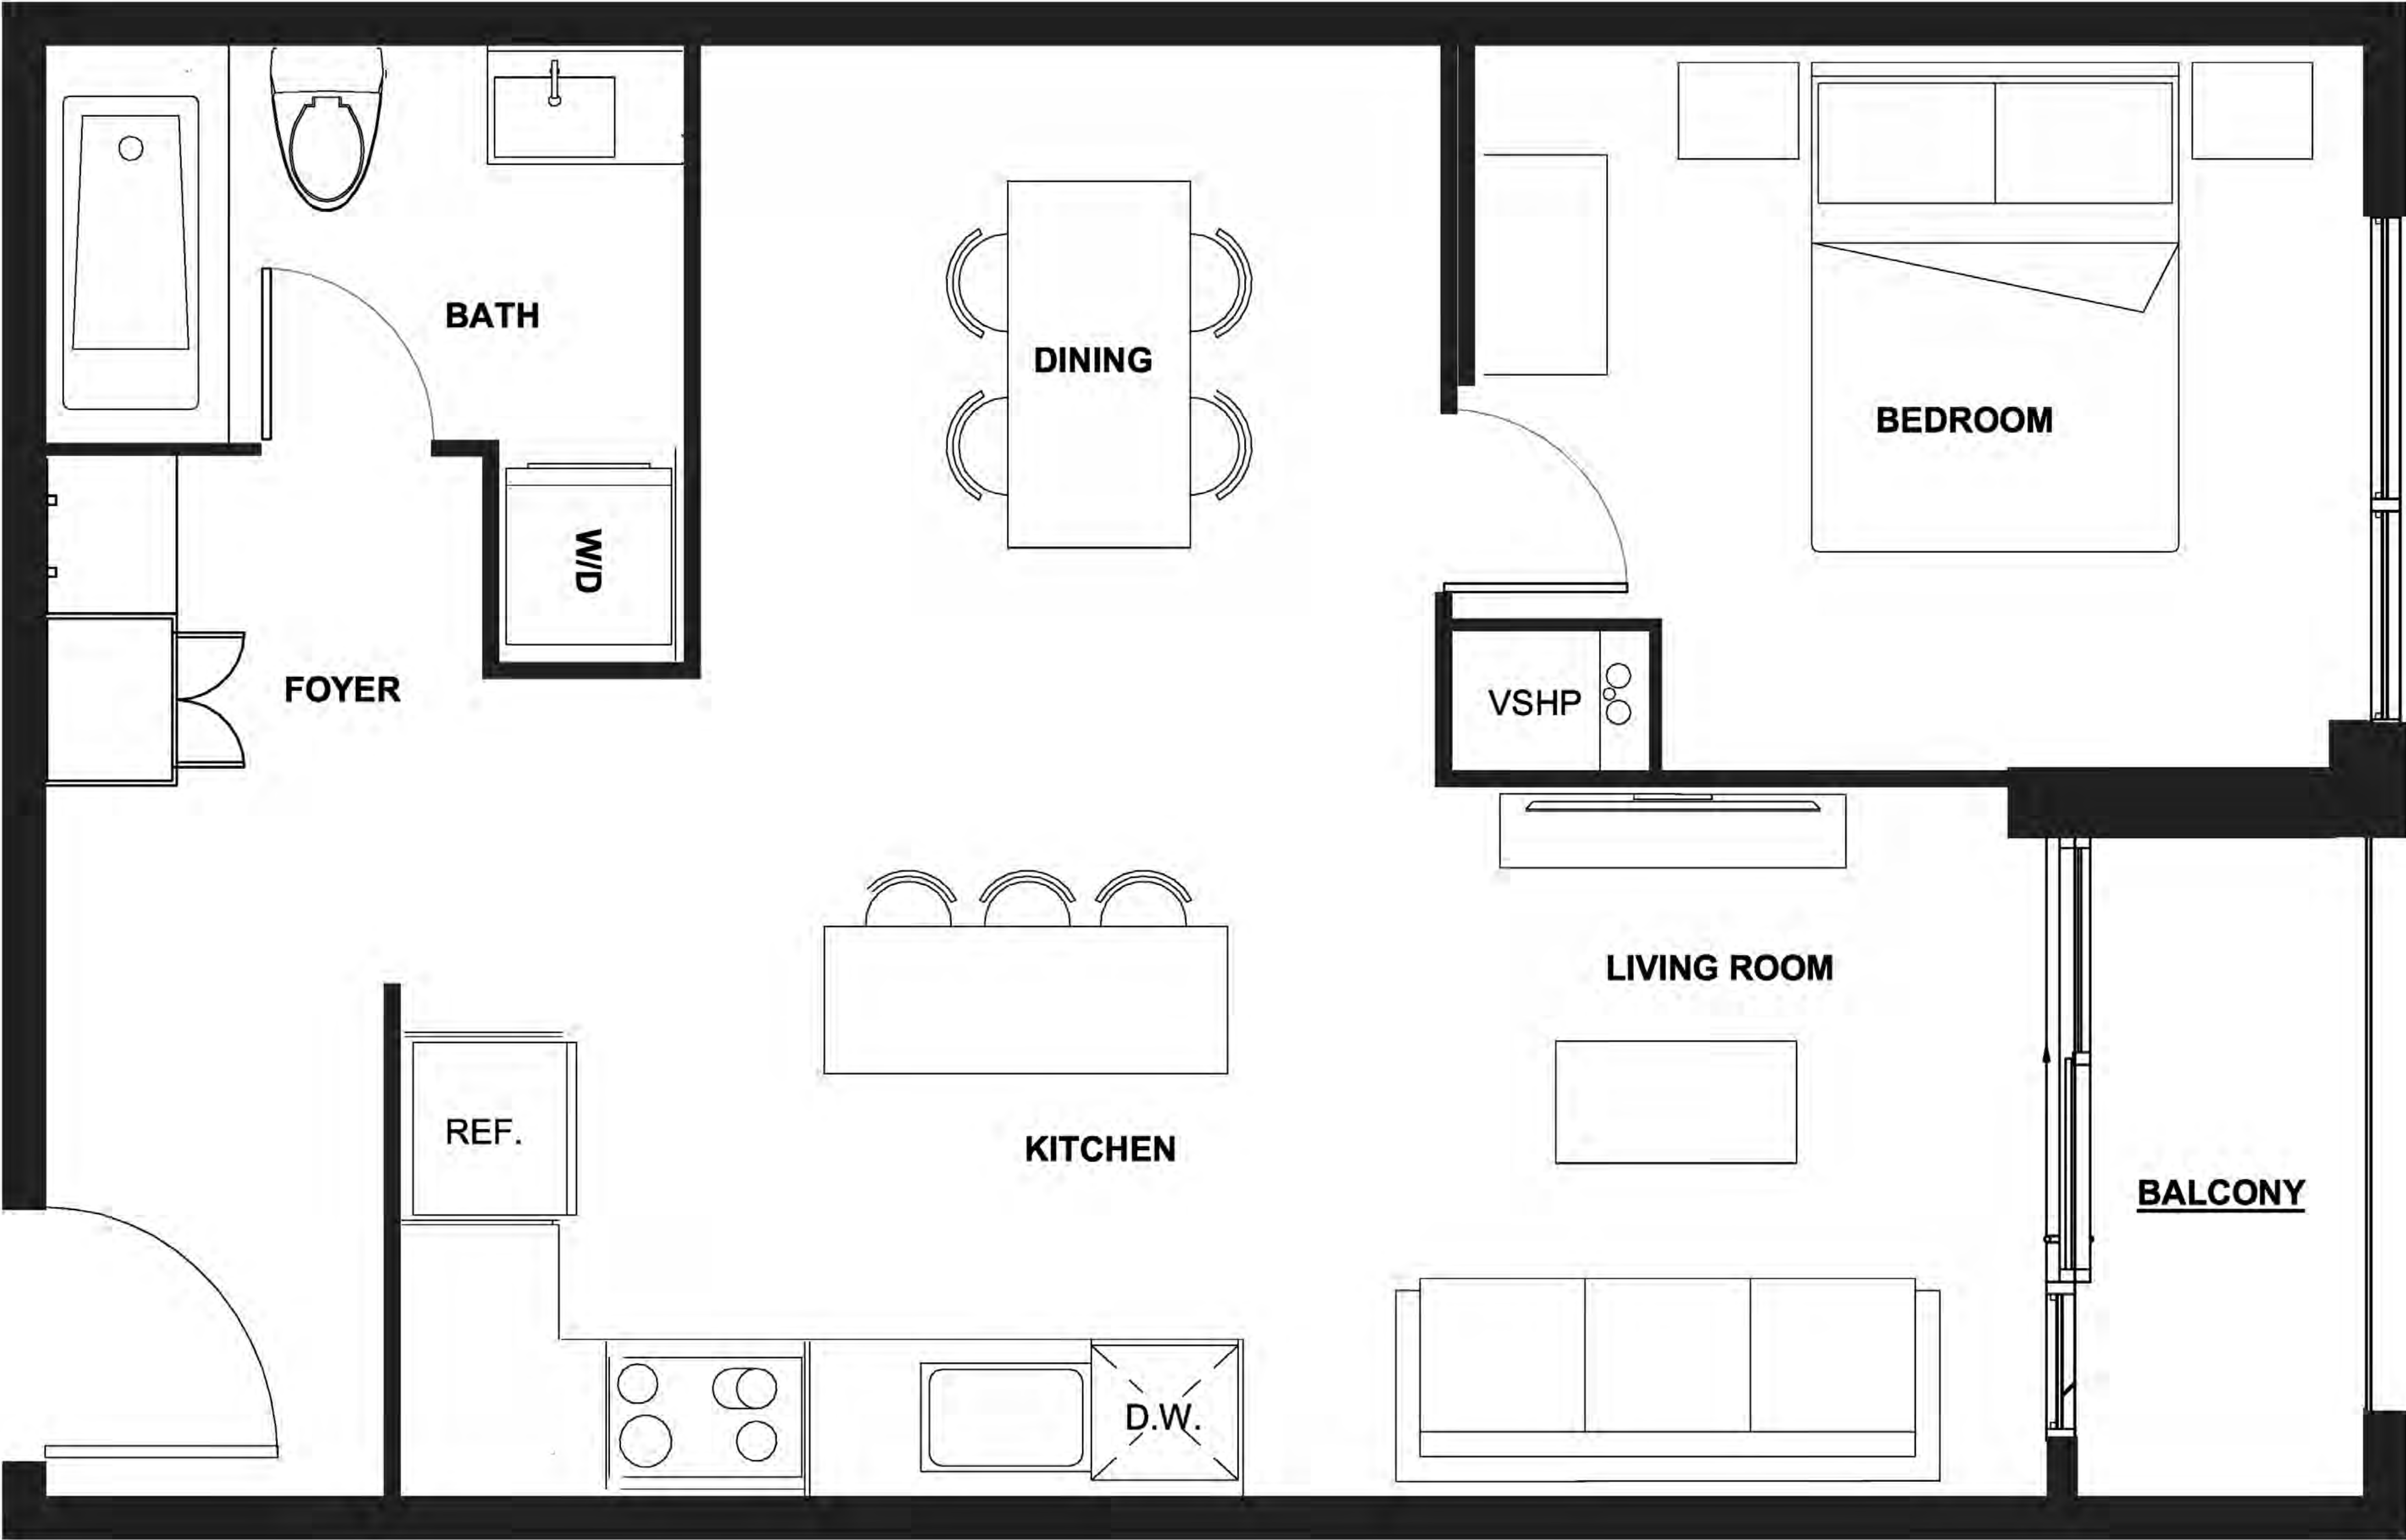 BATH
DINING
BEDROOM
W/D
FOYER
VSHP
LIVING ROOM
REF.
KITCHEN
BALCONY
D.W.